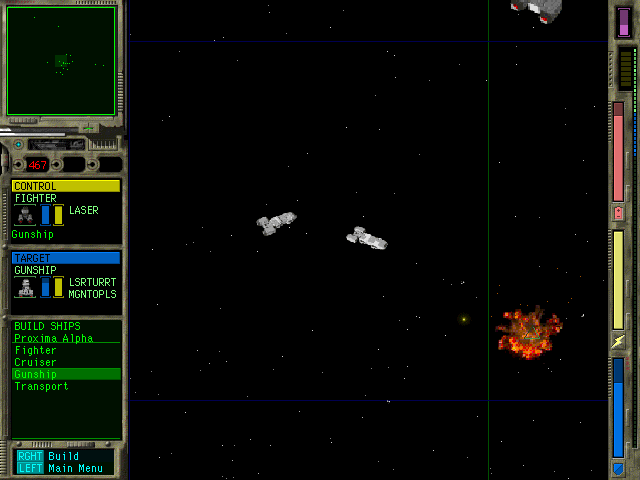 467
CONTROL
FIGHTER
LASER
Gunship
TARGET
GUNSHIP
LSRTURRT
MGNTOPLS
BUILD SHIPS
Proxima Alpha
Fighter
Cruiser
Gunship
Transport
RGHT Build
LEFT Main Menu